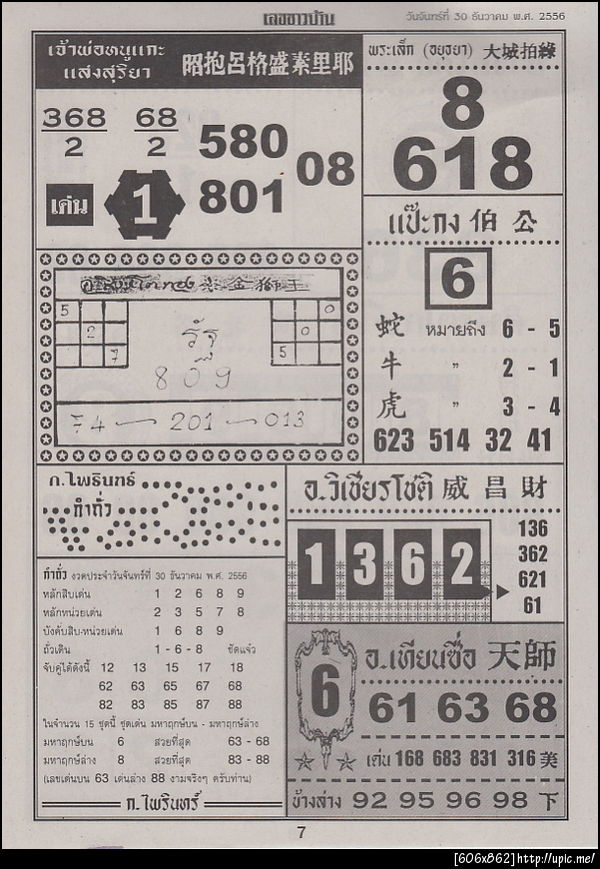 เลขชาวบ้าน
วันจันทร์ที่ 30 ธันวาคม พ.ศ. 2556
เจ้าพ่อหนูแกะ
แสงสุริยา
昭抱呂格盛素里耶
368
2
68
2
580
801
08
เด่น
1
พระเล็ก (อยุธยา) 大城拍綠
8
618
แป๊ะกง 伯公
6
蛇 หมายถึง 6 - 5
牛 " 2 - 1
虎 " 3 - 4
623 514 32 41
金獅王
5
2
7
0
0
5
รัฐ
809
74 — 201 — 013
ก.ไพรินทร์
กำถั่ว
กำถั่ว งวดประจำวันจันทร์ที่ 30 ธันวาคม พ.ศ. 2556
หลักสิบเด่น 1 2 6 8 9
หลักหน่วยเด่น 2 3 5 7 8
บังคับสิบ-หน่วยเด่น 1 6 8 9
ถั่วเดิน 1-6-8 ชัดแจ๋ว
จับคู่ได้ดังนี้ 12 13 15 17 18
62 63 65 67 68
82 83 85 87 88
ในจำนวน 15 ชุดนี้ ชุดเด่น มหาฤกษ์บน - มหาฤกษ์ล่าง
มหาฤกษ์บน 6 สวยที่สุด 63 - 68
มหาฤกษ์ล่าง 8 สวยที่สุด 83 - 88
(เลขเด่นบน 63 เด่นล่าง 88 งามจริงๆ ครับท่าน)
ก.ไพรินทร์
อ.วิเชียรโชติ 威昌財
1 3 6 2
136
362
621
61
อ.เทียนซือ 天師
6
61 63 68
เด่น 168 683 831 316 美
ข้างล่าง 92 95 96 98 下
7
[606x862]http://upic.me/